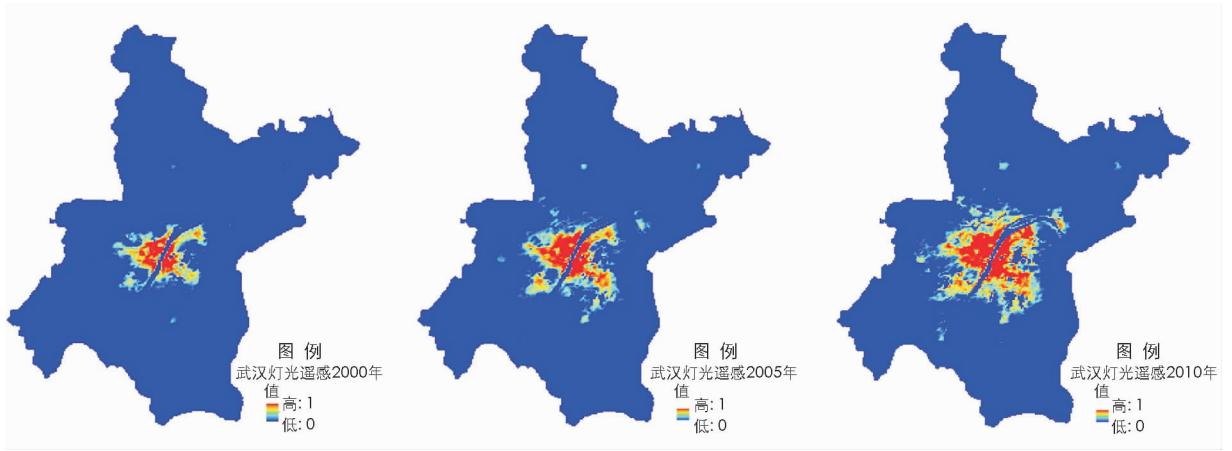 图 例
武汉灯光遥感2000年
值
高: 1
低: 0
图 例
武汉灯光遥感2005年
值
高: 1
低: 0
图 例
武汉灯光遥感2010年
值
高: 1
低: 0